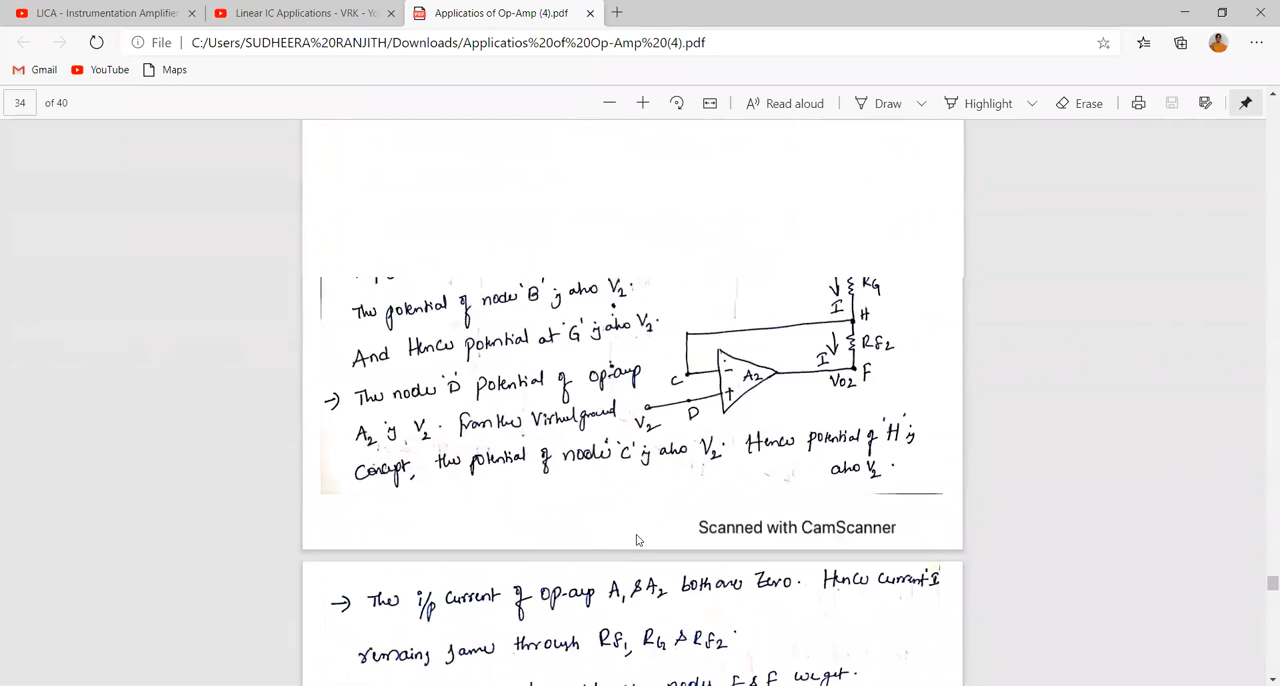 LICA - Instrumentation Amplifier
Linear IC Applications - VRK - Yo
Applicatios of Op-Amp (4).pdf
File
C:/Users/SUDHEERA%20RANJITH/Downloads/Applicatios%20of%20Op-Amp%20(4).pdf
Gmail
YouTube
Maps
34 of 40
Read aloud
Draw
Highlight
Erase
The potential of node 'B' is also V2.
And Hence potential at 'G' is also V2.
→ The node 'D' potential of op-amp
A2 is V2. From the Virtual ground
Concept, the potential of node 'C' is also V2. Hence potential of 'H' is
also V2.
I
RG
H
I
Rf2
C
-
+
A2
VO2
F
V2
D
Scanned with CamScanner
→ The i/p current of op-amp A1 & A2 both are Zero. Hence current 'I'
remains same through Rf1, RG & Rf2.
node E & F we get.